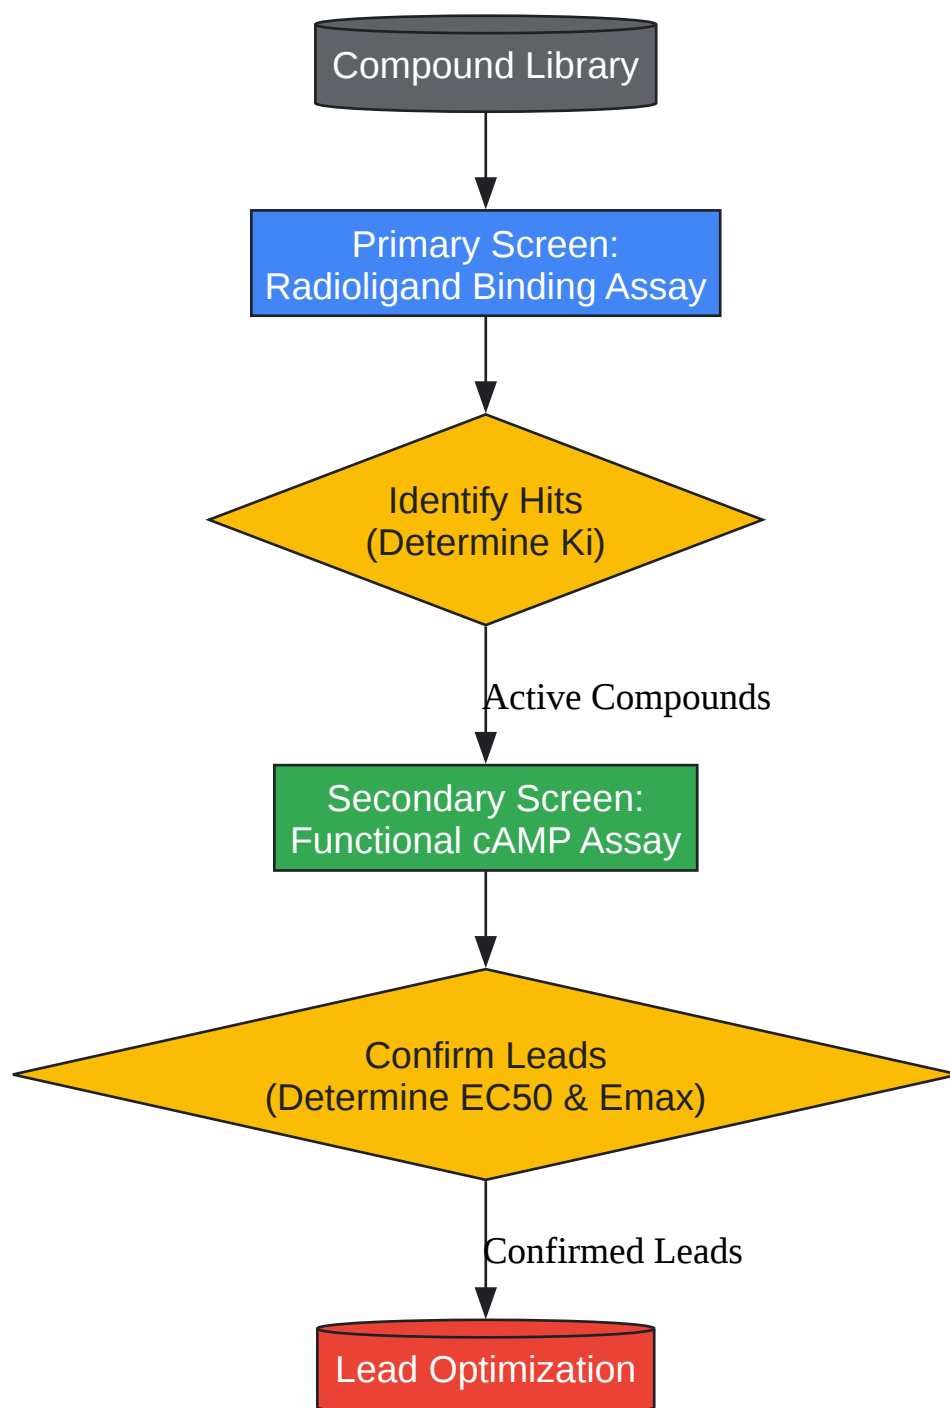 Compound Library
Primary Screen:
Radioligand Binding Assay
Identify Hits
(Determine Ki)
Active Compounds
Secondary Screen:
Functional cAMP Assay
Confirm Leads
(Determine EC50 & Emax)
Confirmed Leads
Lead Optimization